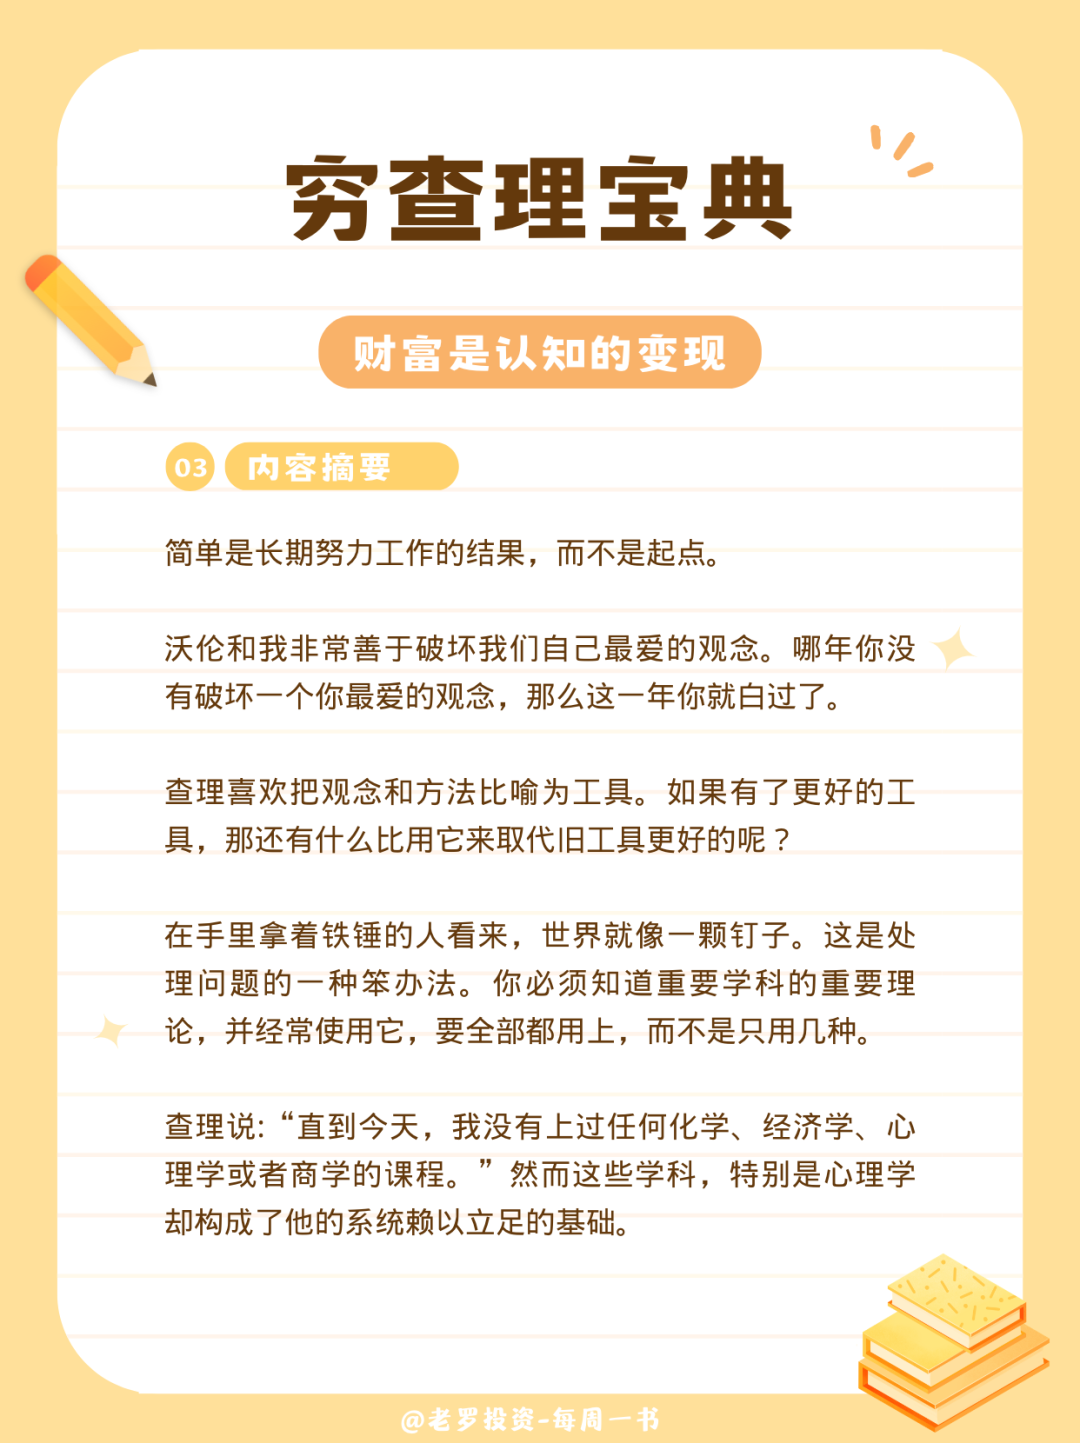 穷查理宝典
财富是认知的变现
03 内容摘要
简单是长期努力工作的结果，而不是起点。
沃伦和我非常善于破坏我们自己最爱的观念。哪年你没
有破坏一个你最爱的观念，那么这一年你就白过了。
查理喜欢把观念和方法比喻为工具。如果有了更好的工
具，那还有什么比用它来取代旧工具更好的呢？
在手里拿着铁锤的人看来，世界就像一颗钉子。这是处
理问题的一种笨办法。你必须知道重要学科的重要理
论，并经常使用它，要全部都用上，而不是只用几种。
查理说：“直到今天，我没有上过任何化学、经济学、心
理学或者商学的课程。”然而这些学科，特别是心理学
却构成了他的系统赖以立足的基础。
@老罗投资-每周一书